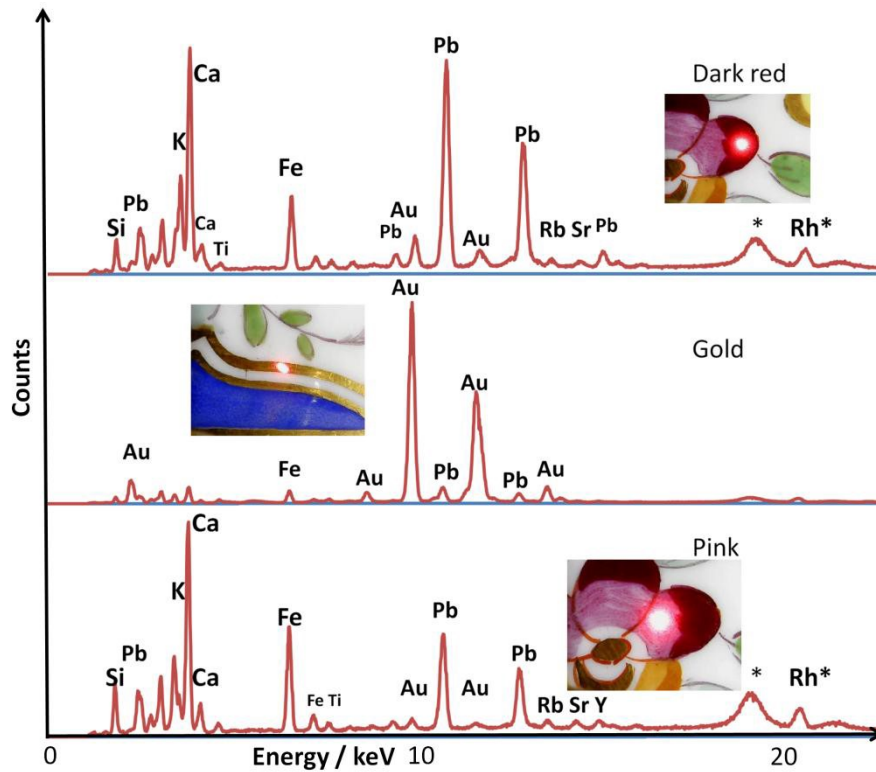 Dark red
Pb
Ca
Pb
K
Fe
Pb
Au
Si
Ca
Pb
Au
Rb Sr Pb
*
Rh*
Ti
Au
Gold
Au
Au
Fe
Au
Pb
Pb
Au
Counts
Pink
Ca
K
Fe
Pb
Pb
Pb
*
Rh*
Si
Ca
Fe Ti
Au
Au
Rb Sr Y
0
Energy / keV
10
20